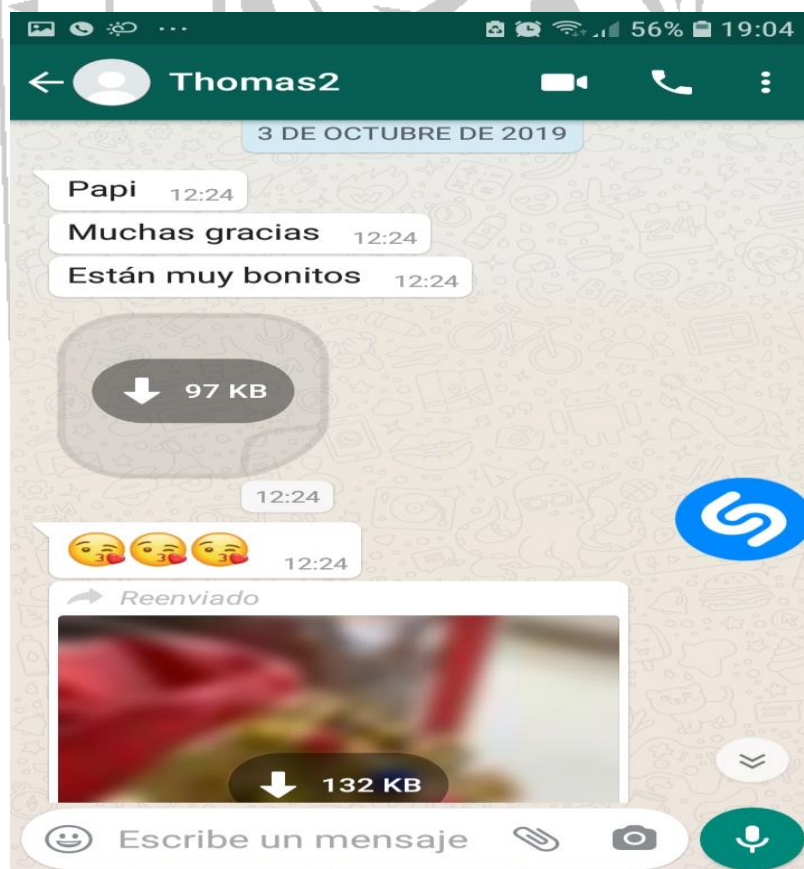 56% 19:04
Thomas2
3 DE OCTUBRE DE 2019
Papi 12:24
Muchas gracias 12:24
Están muy bonitos 12:24
97 KB
12:24
12:24
Reenviado
132 KB
Escribe un mensaje